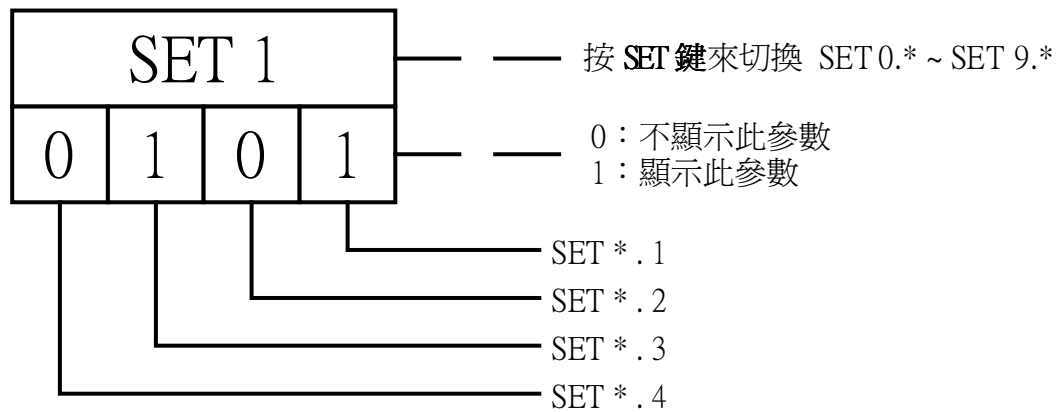 SET 1
按 SET 鍵來切換 SET 0.* ~ SET 9.*
0 1 0 1
0：不顯示此參數
1：顯示此參數
SET * . 1
SET * . 2
SET * . 3
SET * . 4